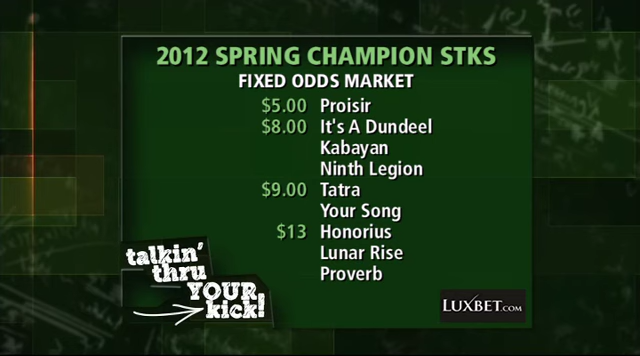 2012 SPRING CHAMPION STKS
FIXED ODDS MARKET
$5.00 Proisir
$8.00 It's A Dundeel
Kabayan
Ninth Legion
$9.00 Tatra
Your Song
$13 Honorius
Lunar Rise
Proverb
talkin'
thru
YOUR
kick!
LUXBET.COM